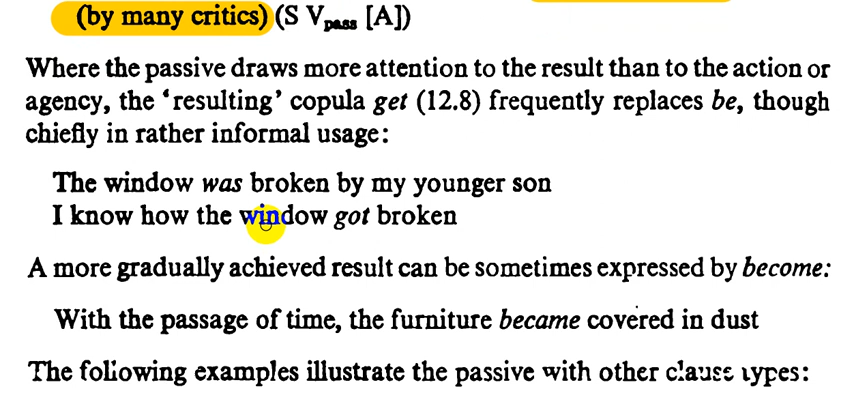 (by many critics) (S Vpass [A])
Where the passive draws more attention to the result than to the action or
agency, the ‘resulting’ copula get (12.8) frequently replaces be, though
chiefly in rather informal usage:
The window was broken by my younger son
I know how the window got broken
A more gradually achieved result can be sometimes expressed by become:
With the passage of time, the furniture became covered in dust
The following examples illustrate the passive with other clause types: